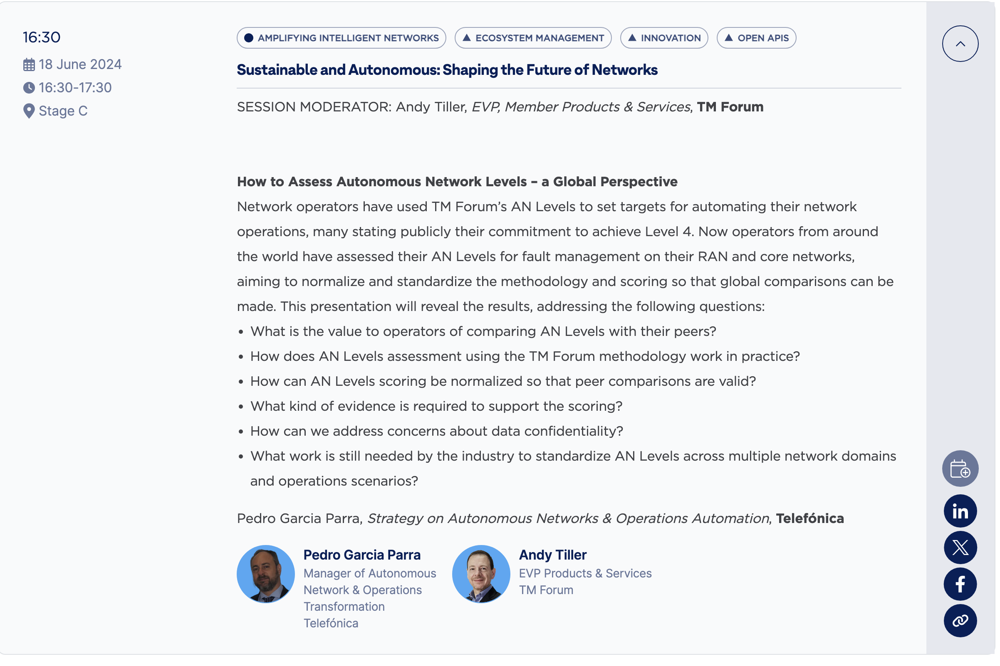 16:30
18 June 2024
16:30-17:30
Stage C
AMPLIFYING INTELLIGENT NETWORKS
ECOSYSTEM MANAGEMENT
INNOVATION
OPEN APIS
Sustainable and Autonomous: Shaping the Future of Networks
SESSION MODERATOR: Andy Tiller, EVP, Member Products & Services, TM Forum
How to Assess Autonomous Network Levels – a Global Perspective
Network operators have used TM Forum’s AN Levels to set targets for automating their network
operations, many stating publicly their commitment to achieve Level 4. Now operators from around
the world have assessed their AN Levels for fault management on their RAN and core networks,
aiming to normalize and standardize the methodology and scoring so that global comparisons can be
made. This presentation will reveal the results, addressing the following questions:
• What is the value to operators of comparing AN Levels with their peers?
• How does AN Levels assessment using the TM Forum methodology work in practice?
• How can AN Levels scoring be normalized so that peer comparisons are valid?
• What kind of evidence is required to support the scoring?
• How can we address concerns about data confidentiality?
• What work is still needed by the industry to standardize AN Levels across multiple network domains
and operations scenarios?
Pedro Garcia Parra, Strategy on Autonomous Networks & Operations Automation, Telefónica
Pedro Garcia Parra
Manager of Autonomous
Network & Operations
Transformation
Telefónica
Andy Tiller
EVP Products & Services
TM Forum
in
X
f